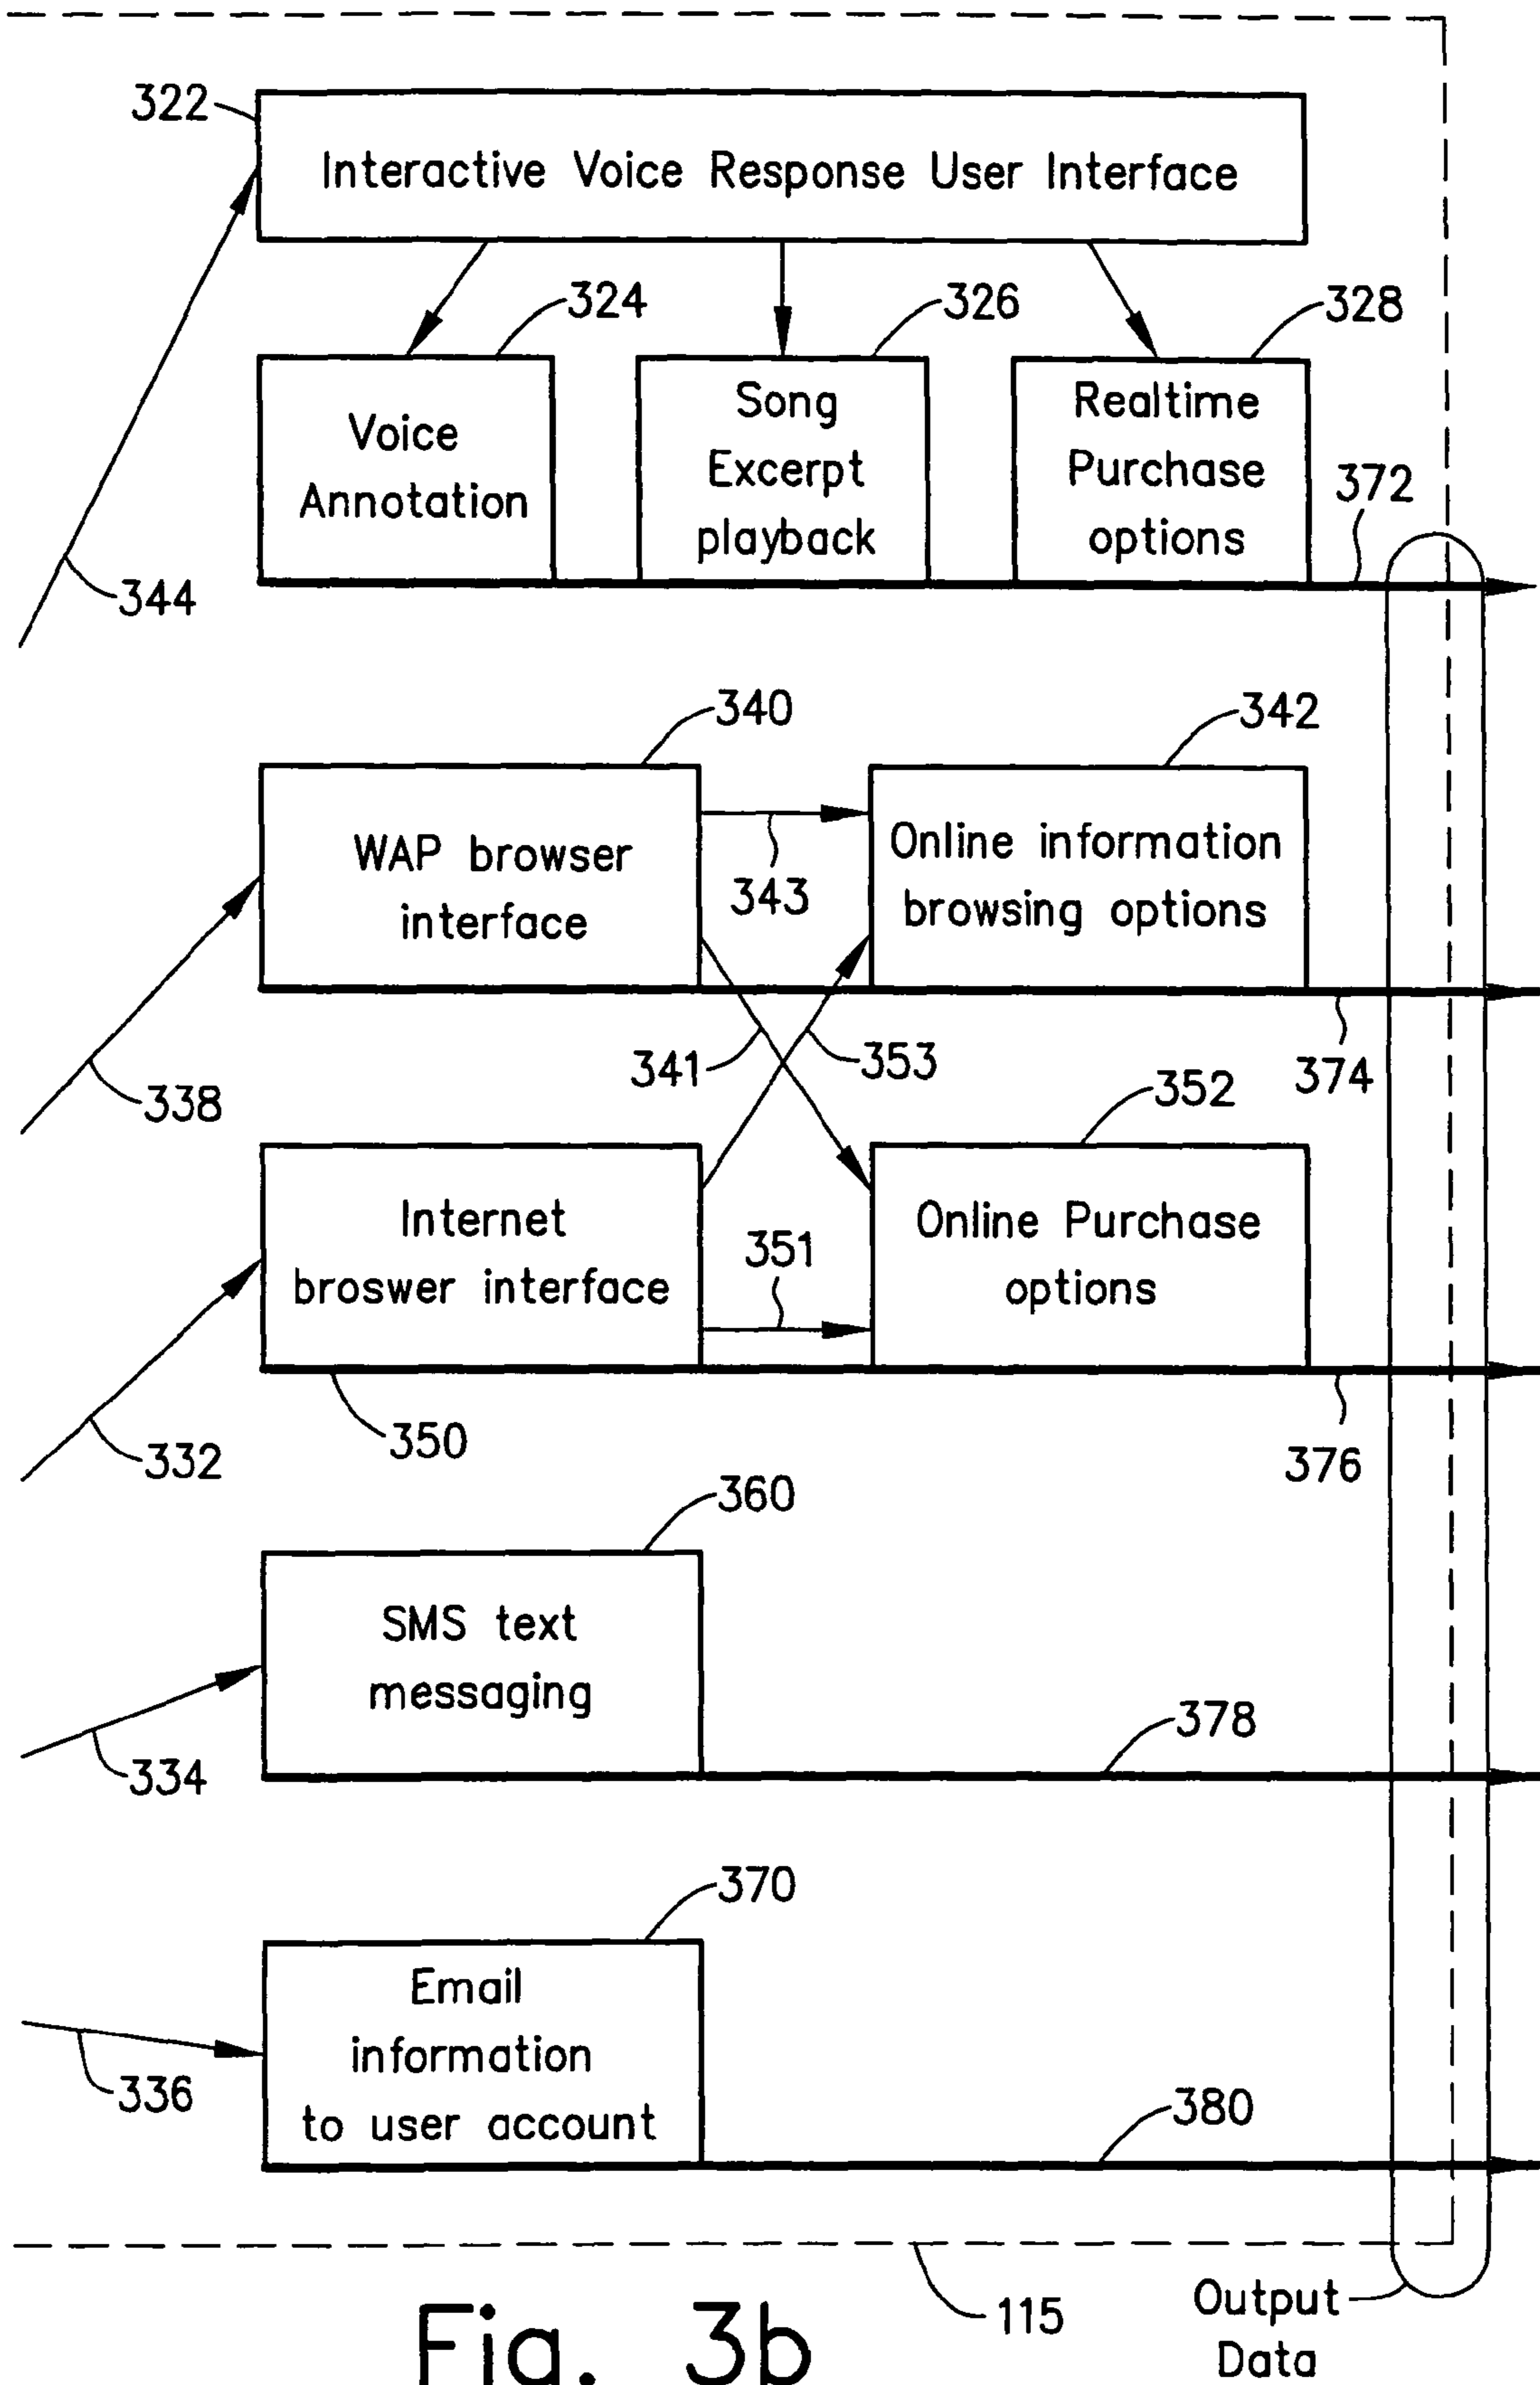 322
Interactive Voice Response User Interface
324
326
328
Voice
Annotation
Song
Excerpt
playback
Realtime
Purchase
options
372
344
340
342
WAP browser
interface
343
Online information
browsing options
338
341
353
374
352
Internet
broswer interface
351
Online Purchase
options
332
350
376
360
SMS text
messaging
334
378
370
Email
information
to user account
336
380
115
Output
Data
Fig. 3b